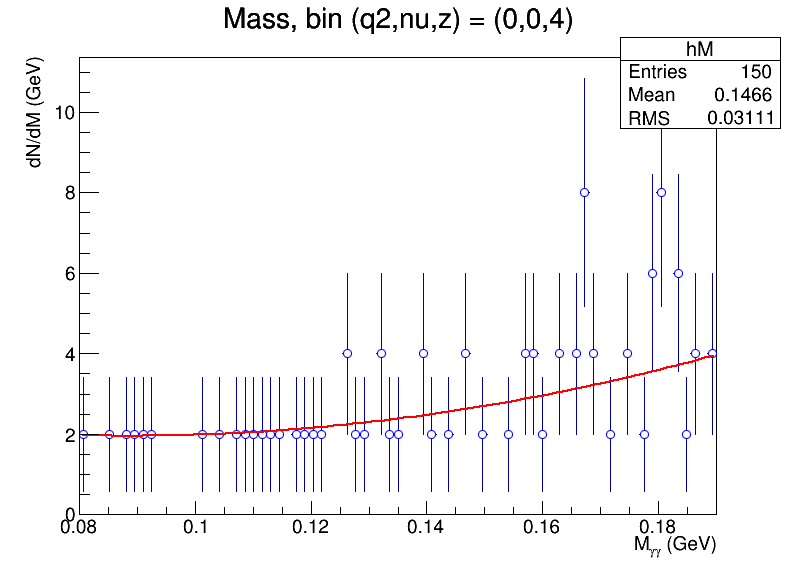 Mass, bin (q2,nu,z) = (0,0,4)
hM
Entries 150
Mean 0.1466
RMS 0.03111
dN/dM (GeV)
10
8
6
4
2
0
0.08 0.1 0.12 0.14 0.16 0.18
Mγγ (GeV)